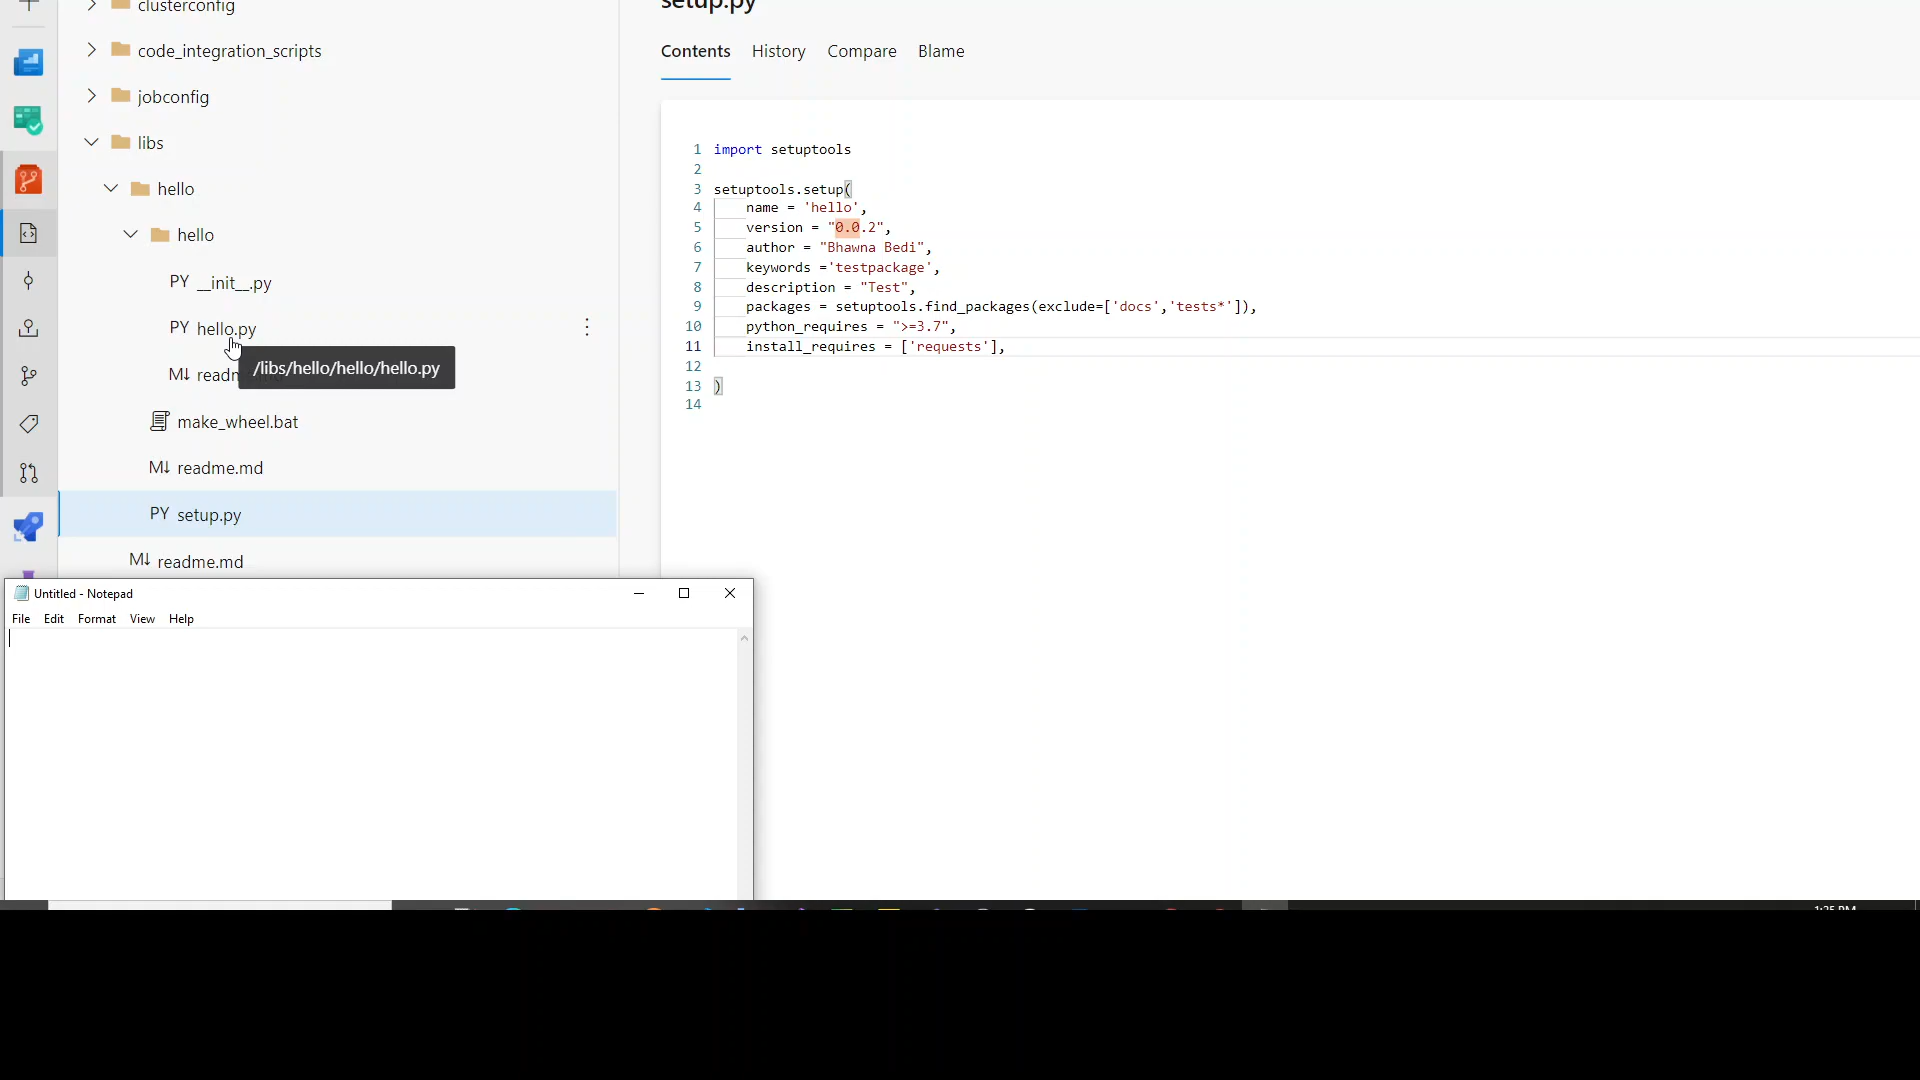 clusterconfig
code_integration_scripts
jobconfig
libs
hello
hello
PY __init__.py
PY hello.py
/libs/hello/hello/hello.py
M↓ readm
make_wheel.bat
M↓ readme.md
PY setup.py
M↓ readme.md
setup.py
Contents History Compare Blame
1 import setuptools
2
3 setuptools.setup(
4 name = 'hello',
5 version = "0.0.2",
6 author = "Bhawna Bedi",
7 keywords ='testpackage',
8 description = "Test",
9 packages = setuptools.find_packages(exclude=['docs','tests*']),
10 python_requires = ">=3.7",
11 install_requires = ['requests'],
12
13 )
14
Untitled - Notepad
File Edit Format View Help